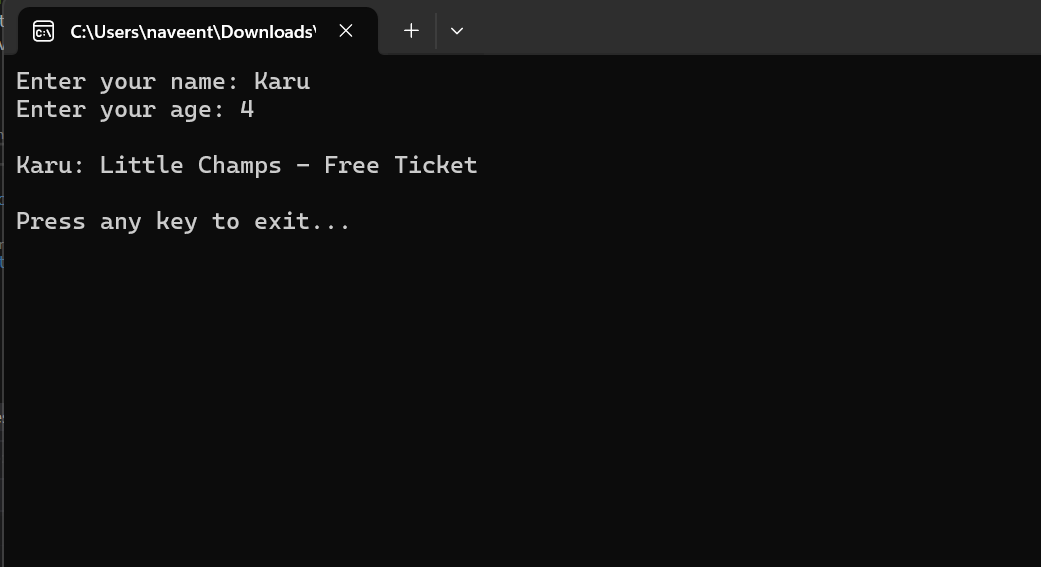 C:\Users\naveent\Downloads\
Enter your name: Karu
Enter your age: 4
Karu: Little Champs - Free Ticket
Press any key to exit...